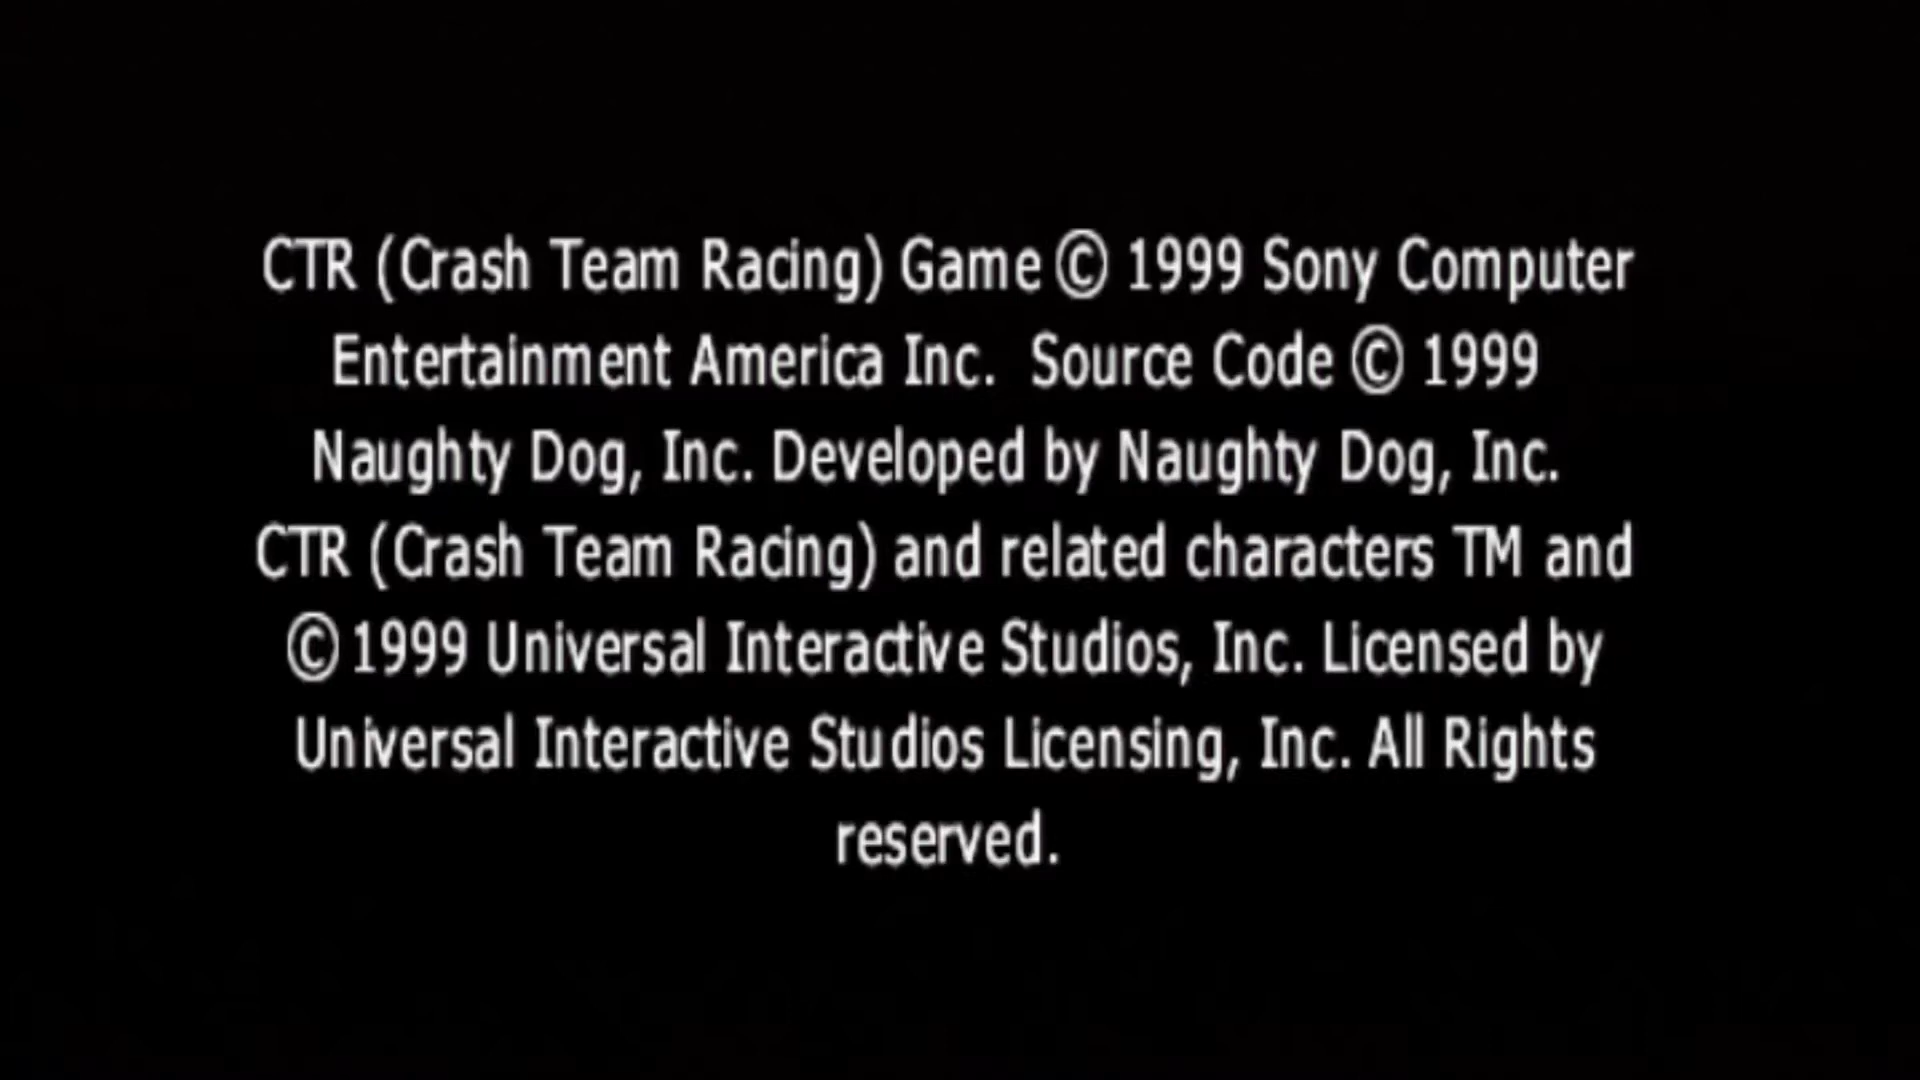 CTR (Crash Team Racing) Game © 1999 Sony Computer
Entertainment America Inc.  Source Code © 1999
Naughty Dog, Inc. Developed by Naughty Dog, Inc.
CTR (Crash Team Racing) and related characters TM and
© 1999 Universal Interactive Studios, Inc. Licensed by
Universal Interactive Studios Licensing, Inc. All Rights
reserved.